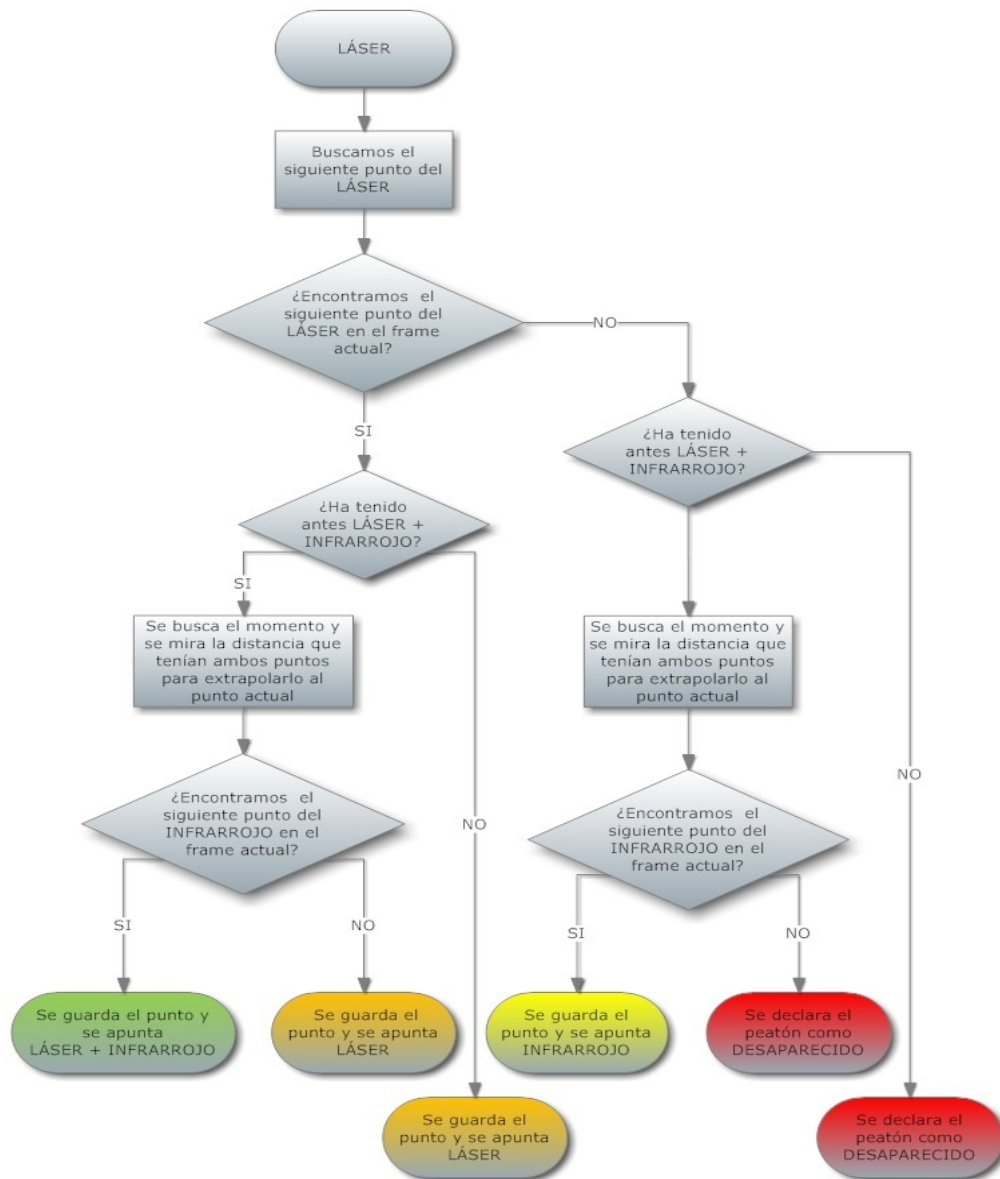 LÁSER
Buscamos el
siguiente punto del
LÁSER
¿Encontramos el
siguiente punto del
LÁSER en el frame
actual?
NO
SI
¿Ha tenido
antes LÁSER +
INFRARROJO?
¿Ha tenido
antes LÁSER +
INFRARROJO?
SI
Se busca el momento y
se mira la distancia que
tenían ambos puntos
para extrapolarlo al
punto actual
Se busca el momento y
se mira la distancia que
tenían ambos puntos
para extrapolarlo al
punto actual
¿Encontramos el
siguiente punto del
INFRARROJO en el
frame actual?
NO
¿Encontramos el
siguiente punto del
INFRARROJO en el
frame actual?
NO
SI
NO
SI
NO
Se guarda el punto y
se apunta
LÁSER + INFRARROJO
Se guarda el
punto y se apunta
LÁSER
Se guarda el
punto y se apunta
INFRARROJO
Se declara el
peatón como
DESAPARECIDO
Se guarda el
punto y se apunta
LÁSER
Se declara el
peatón como
DESAPARECIDO